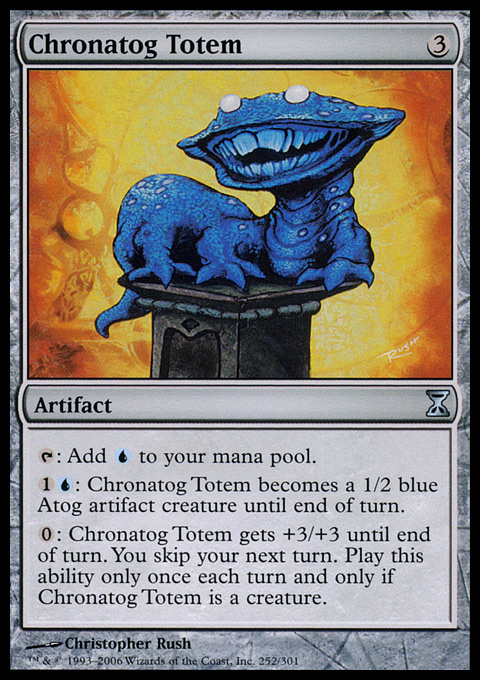 Chronatog Totem 3
RUSH
Artifact
: Add to your mana pool.
1 : Chronatog Totem becomes a 1/2 blue
Atog artifact creature until end of turn.
0: Chronatog Totem gets +3/+3 until end
of turn. You skip your next turn. Play this
ability only once each turn and only if
Chronatog Totem is a creature.
Christopher Rush
™ & © 1993–2006 Wizards of the Coast, Inc. 252/301